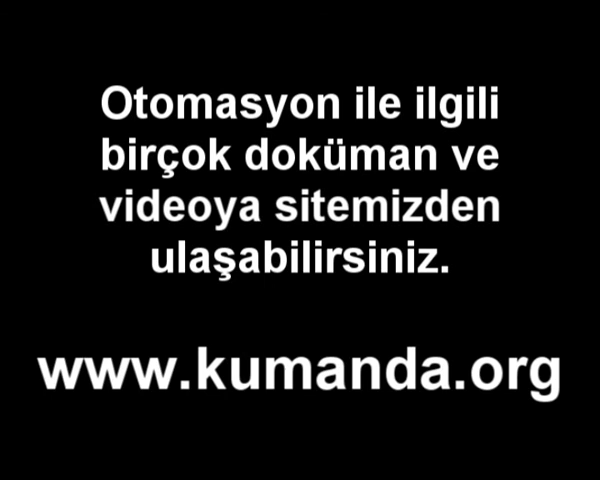 Otomasyon ile ilgili
birçok doküman ve
videoya sitemizden
ulaşabilirsiniz.
www.kumanda.org